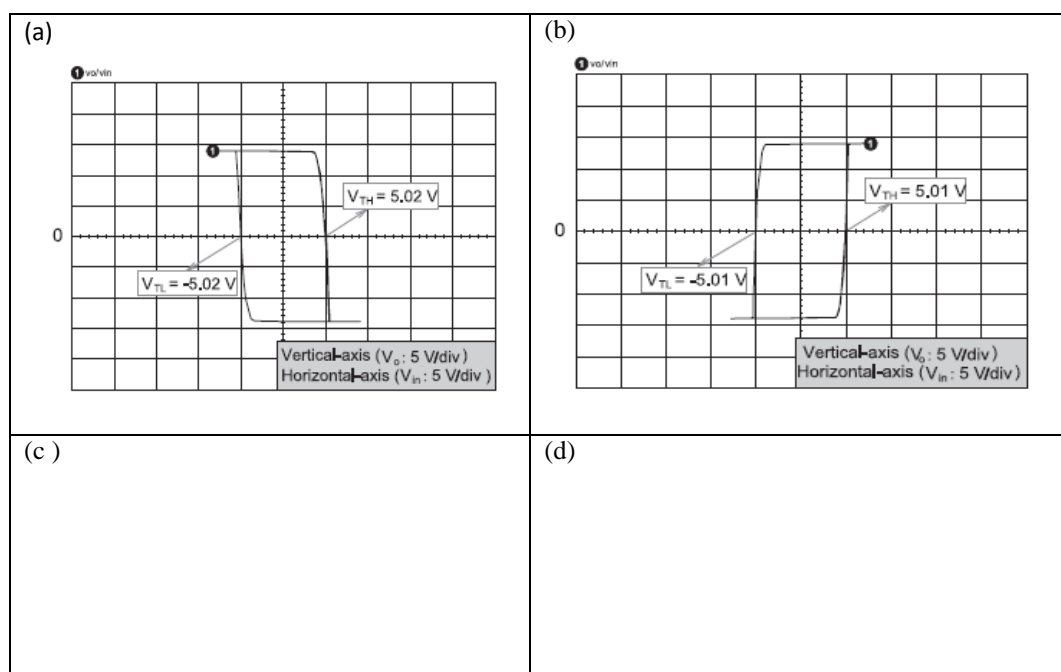 (a)
1 vo/vin
0
V_TH = 5.02 V
V_TL = -5.02 V
1
Vertical-axis (V_o : 5 V/div)
Horizontal-axis (V_in : 5 V/div )
(b)
1 vo/vin
0
1
V_TH = 5.01 V
V_TL = -5.01 V
Vertical-axis (V_o : 5 V/div)
Horizontal-axis (V_in : 5 V/div)
(c )
(d)